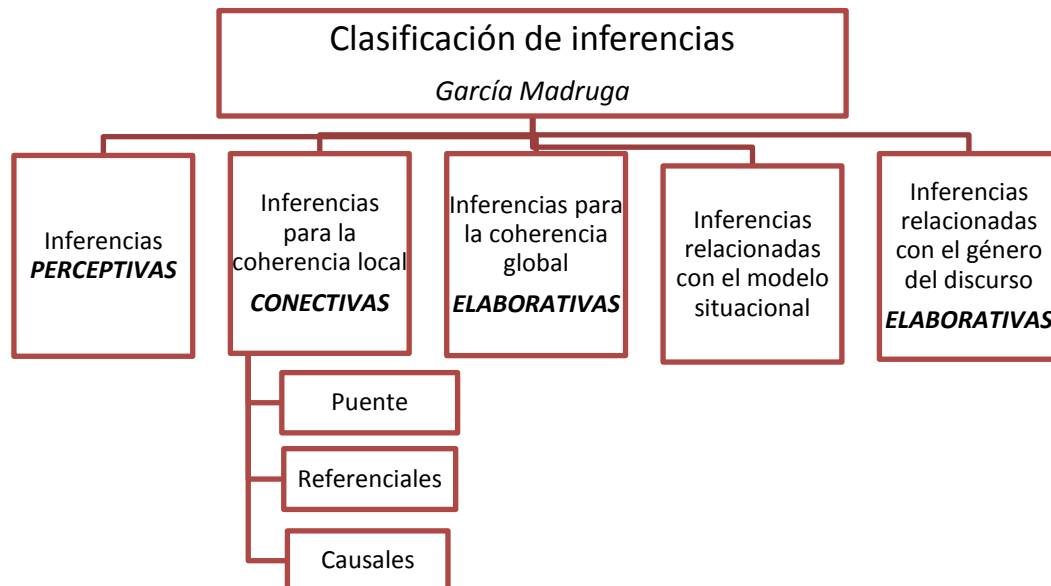 Clasificación de inferencias
García Madruga
Inferencias
PERCEPTIVAS
Inferencias
para la
coherencia local
CONECTIVAS
Inferencias para
la coherencia
global
ELABORATIVAS
Inferencias
relacionadas
con el modelo
situacional
Inferencias
relacionadas
con el género
del discurso
ELABORATIVAS
Puente
Referenciales
Causales